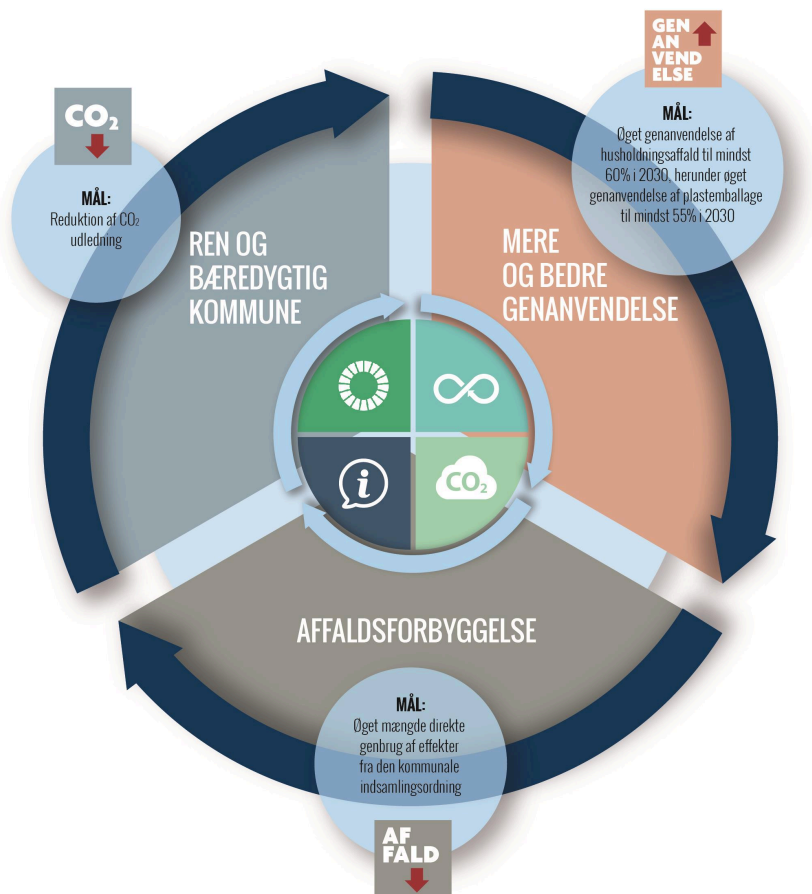 CO₂
MÅL:
Reduktion af CO₂
udledning
REN OG
BÆREDYGTIG
KOMMUNE
GEN
AN
VEND
ELSE
MÅL:
Øget genanvendelse af
husholdningsaffald til mindst
60% i 2030, herunder øget
genanvendelse af plastemballage
til mindst 55% i 2030
MERE
OG BEDRE
GENANVENDELSE
i
CO₂
AFFALDSFORBYGGELSE
MÅL:
Øget mængde direkte
genbrug af effekter
fra den kommunale
indsamlingsordning
AF
FALD